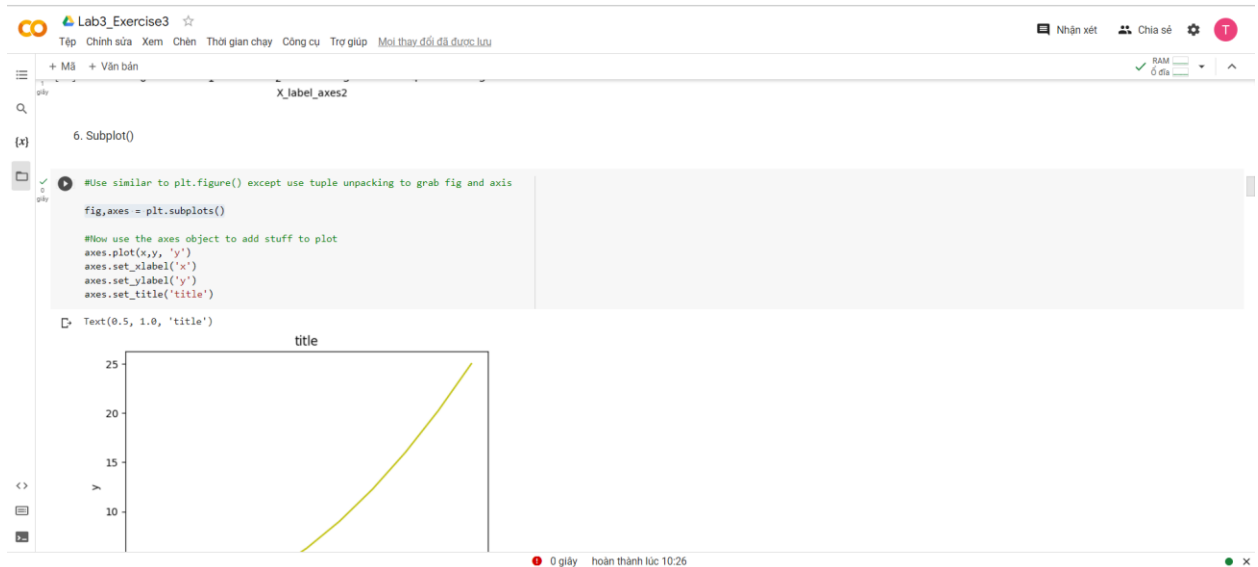 Lab3_Exercise3
Nhận xét
Chia sẻ
T
Tệp Chỉnh sửa Xem Chèn Thời gian chạy Công cụ Trợ giúp Mọi thay đổi đã được lưu
+ Mã + Văn bản
RAM
Ổ đĩa
giây
X_label_axes2
6. Subplot()
{x}
0
giây
#Use similar to plt.figure() except use tuple unpacking to grab fig and axis
fig,axes = plt.subplots()
#Now use the axes object to add stuff to plot
axes.plot(x,y, 'y')
axes.set_xlabel('x')
axes.set_ylabel('y')
axes.set_title('title')
Text(0.5, 1.0, 'title')
title
25
20
15
y
10
0 giây hoàn thành lúc 10:26